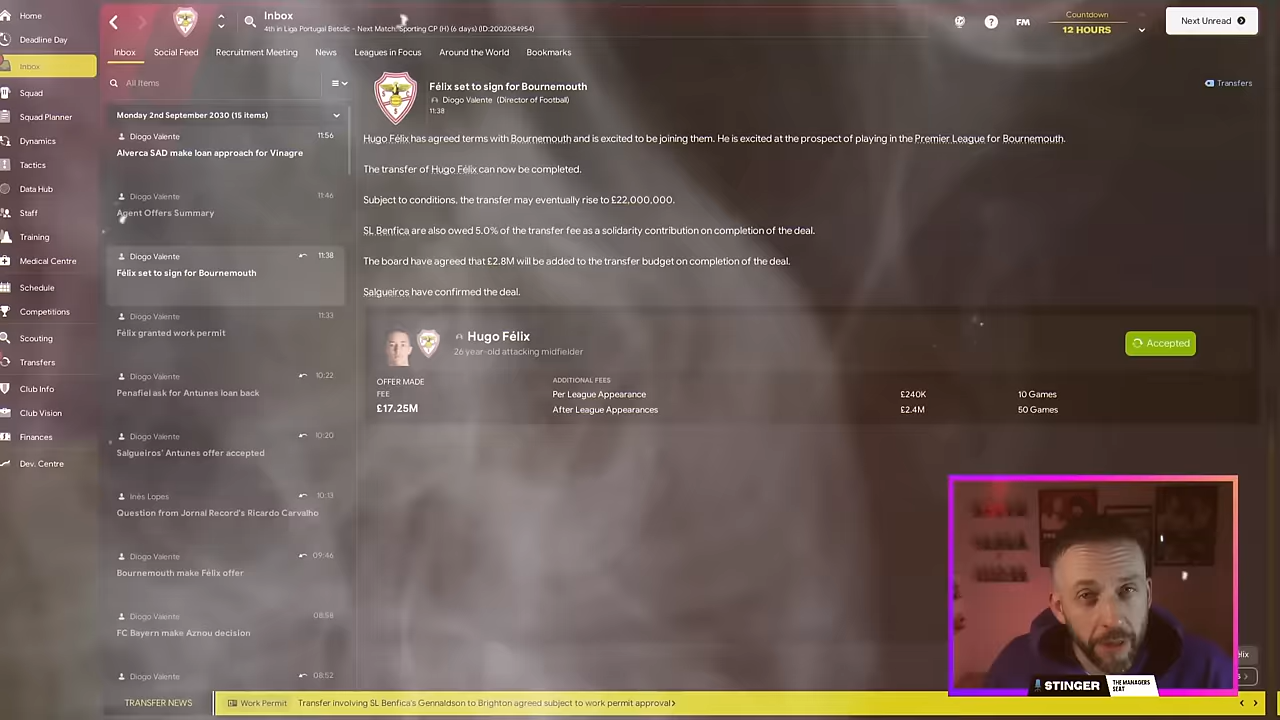 Inbox
4th in Liga Portugal Betclic - Next Match: Sporting CP (H) (6 days) (ID:2002084954)
FM
Countdown
12 HOURS
Next Unread
Deadline Day
Home
Inbox
Squad
Squad Planner
Dynamics
Tactics
Data Hub
Staff
Training
Medical Centre
Schedule
Competitions
Scouting
Transfers
Club Info
Club Vision
Finances
Dev. Centre
Inbox
Social Feed
Recruitment Meeting
News
Leagues in Focus
Around the World
Bookmarks
All Items
Monday 2nd September 2030 (15 items)
Diogo Valente 11:56
Alverca SAD make loan approach for Vinagre
Diogo Valente 11:46
Agent Offers Summary
Diogo Valente 11:38
Félix set to sign for Bournemouth
Diogo Valente 11:33
Félix granted work permit
Diogo Valente 10:22
Penafiel ask for Antunes loan back
Diogo Valente 10:20
Salgueiros' Antunes offer accepted
Inês Lopes 10:13
Question from Jornal Record's Ricardo Carvalho
Diogo Valente 09:46
Bournemouth make Félix offer
Diogo Valente 08:58
FC Bayern make Aznou decision
Diogo Valente 08:52
Félix set to sign for Bournemouth
Diogo Valente (Director of Football)
11:38
Transfers
Hugo Félix has agreed terms with Bournemouth and is excited to be joining them. He is excited at the prospect of playing in the Premier League for Bournemouth.
The transfer of Hugo Félix can now be completed.
Subject to conditions, the transfer may eventually rise to £22,000,000.
SL Benfica are also owed 5.0% of the transfer fee as a solidarity contribution on completion of the deal.
The board have agreed that £2.8M will be added to the transfer budget on completion of the deal.
Salgueiros have confirmed the deal.
Hugo Félix
26 year-old attacking midfielder
Accepted
OFFER MADE
FEE
£17.25M
ADDITIONAL FEES
Per League Appearance £240K 10 Games
After League Appearances £2.4M 50 Games
STINGER
THE MANAGERS
SEAT
TRANSFER NEWS
Work Permit
Transfer involving SL Benfica's Gennaldson to Brighton agreed subject to work permit approval